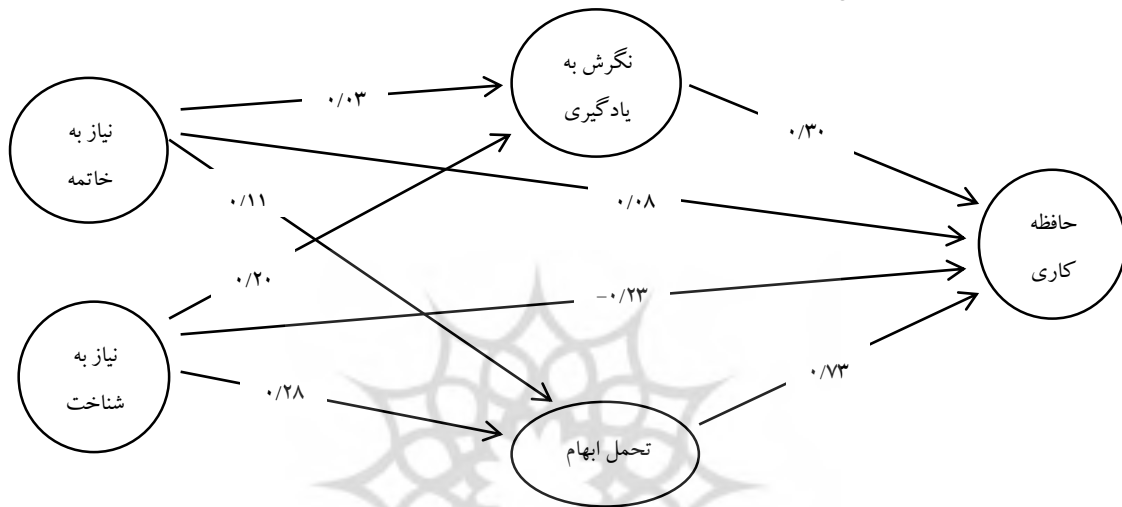 نگرش به
یادگیری
۰/۰۳
نیاز به
خاتمه
۰/۳۰
۰/۱۱
۰/۰۸
حافظه
کاری
۰/۲۰
-۰/۲۳
نیاز به
شناخت
۰/۲۸
۰/۷۳
تحمل ابهام